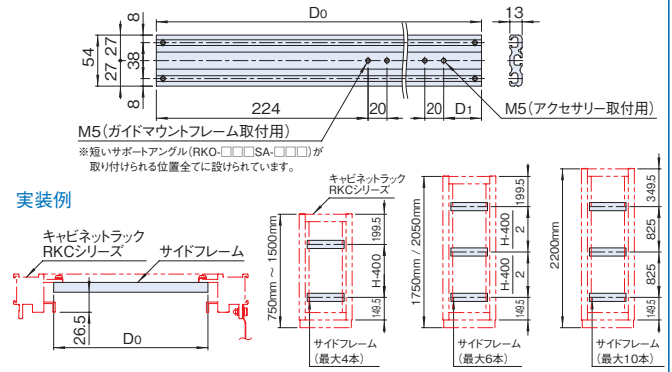 D0
13
8
27
54
38
27
8
224
20
20
D1
M5(ガイドマウントフレーム取付用)
M5(アクセサリー取付用)
※短いサポートアングル(RKO-□□□SA-□□□)が
取り付けられる位置全てに設けられています。
実装例
キャビネットラック
RKCシリーズ
サイドフレーム
26.5
D0
キャビネットラック
RKCシリーズ
750mm ~ 1500mm
199.5
H-400
149.5
サイドフレーム
(最大4本)
1750mm / 2050mm
199.5
H-400
2
H-400
2
149.5
サイドフレーム
(最大6本)
2200mm
349.5
825
825
149.5
サイドフレーム
(最大10本)